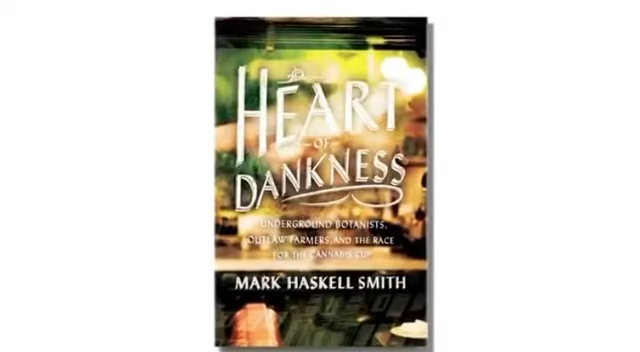 HEART
OF
DANKNESS
UNDERGROUND BOTANISTS,
OUTLAW FARMERS, AND THE RACE
FOR THE CANNABIS CUP
MARK HASKELL SMITH